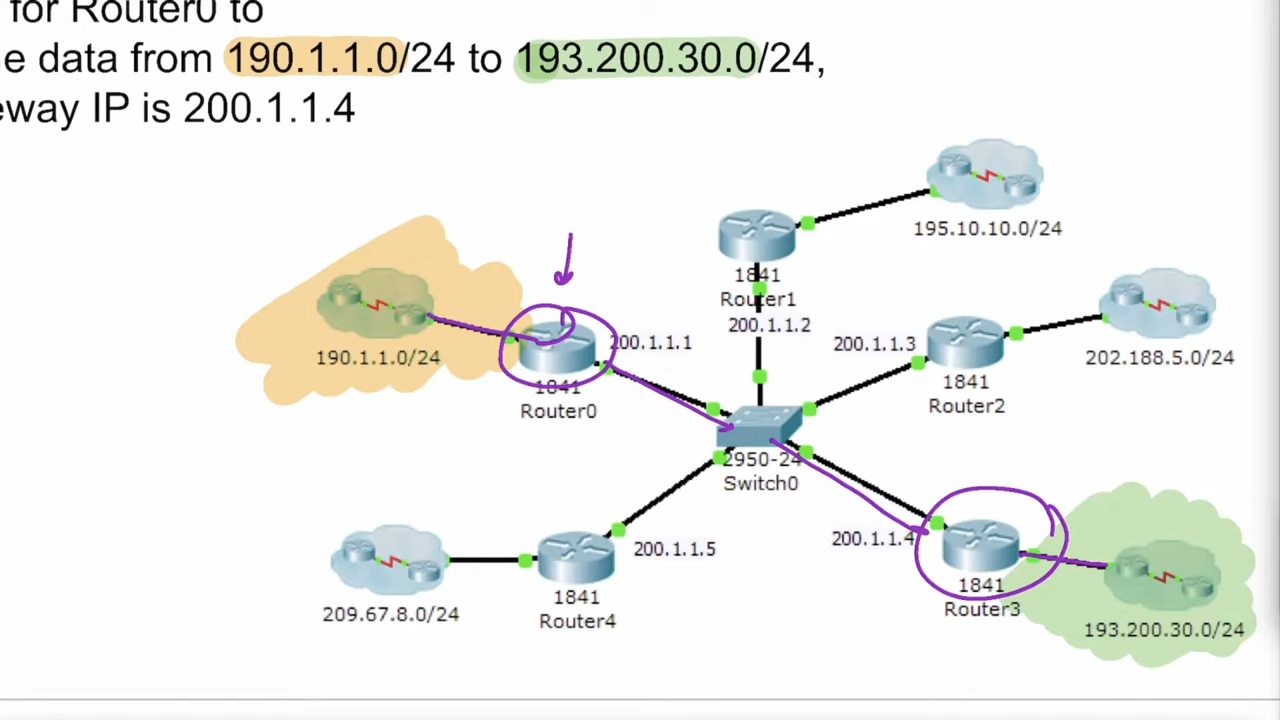 for Router0 to
e data from 190.1.1.0/24 to 193.200.30.0/24,
eway IP is 200.1.1.4
195.10.10.0/24
1841
Router1
200.1.1.2
190.1.1.0/24
200.1.1.1
1841
Router0
200.1.1.3
1841
Router2
202.188.5.0/24
2950-24
Switch0
209.67.8.0/24
200.1.1.5
1841
Router4
200.1.1.4
1841
Router3
193.200.30.0/24